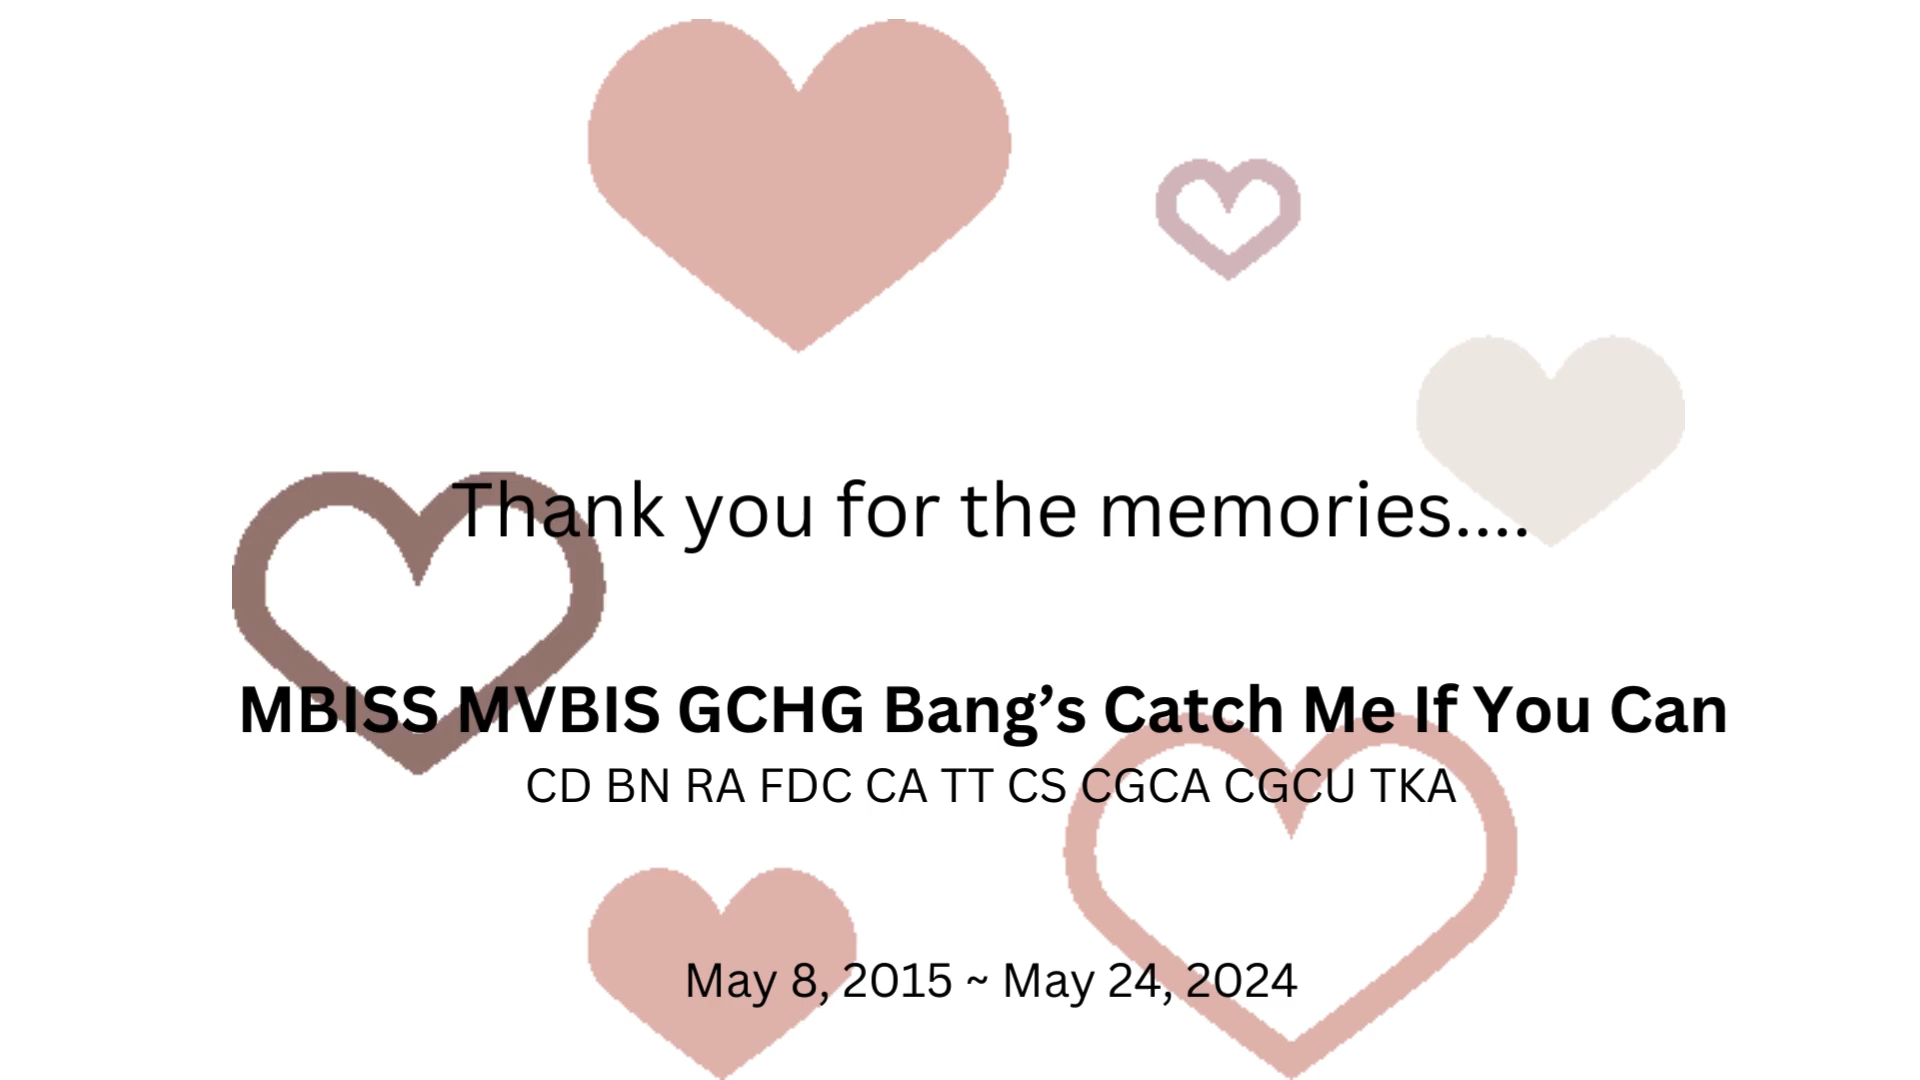 Thank you for the memories....
MBISS MVBIS GCHG Bang’s Catch Me If You Can
CD BN RA FDC CA TT CS CGCA CGCU TKA
May 8, 2015 ~ May 24, 2024